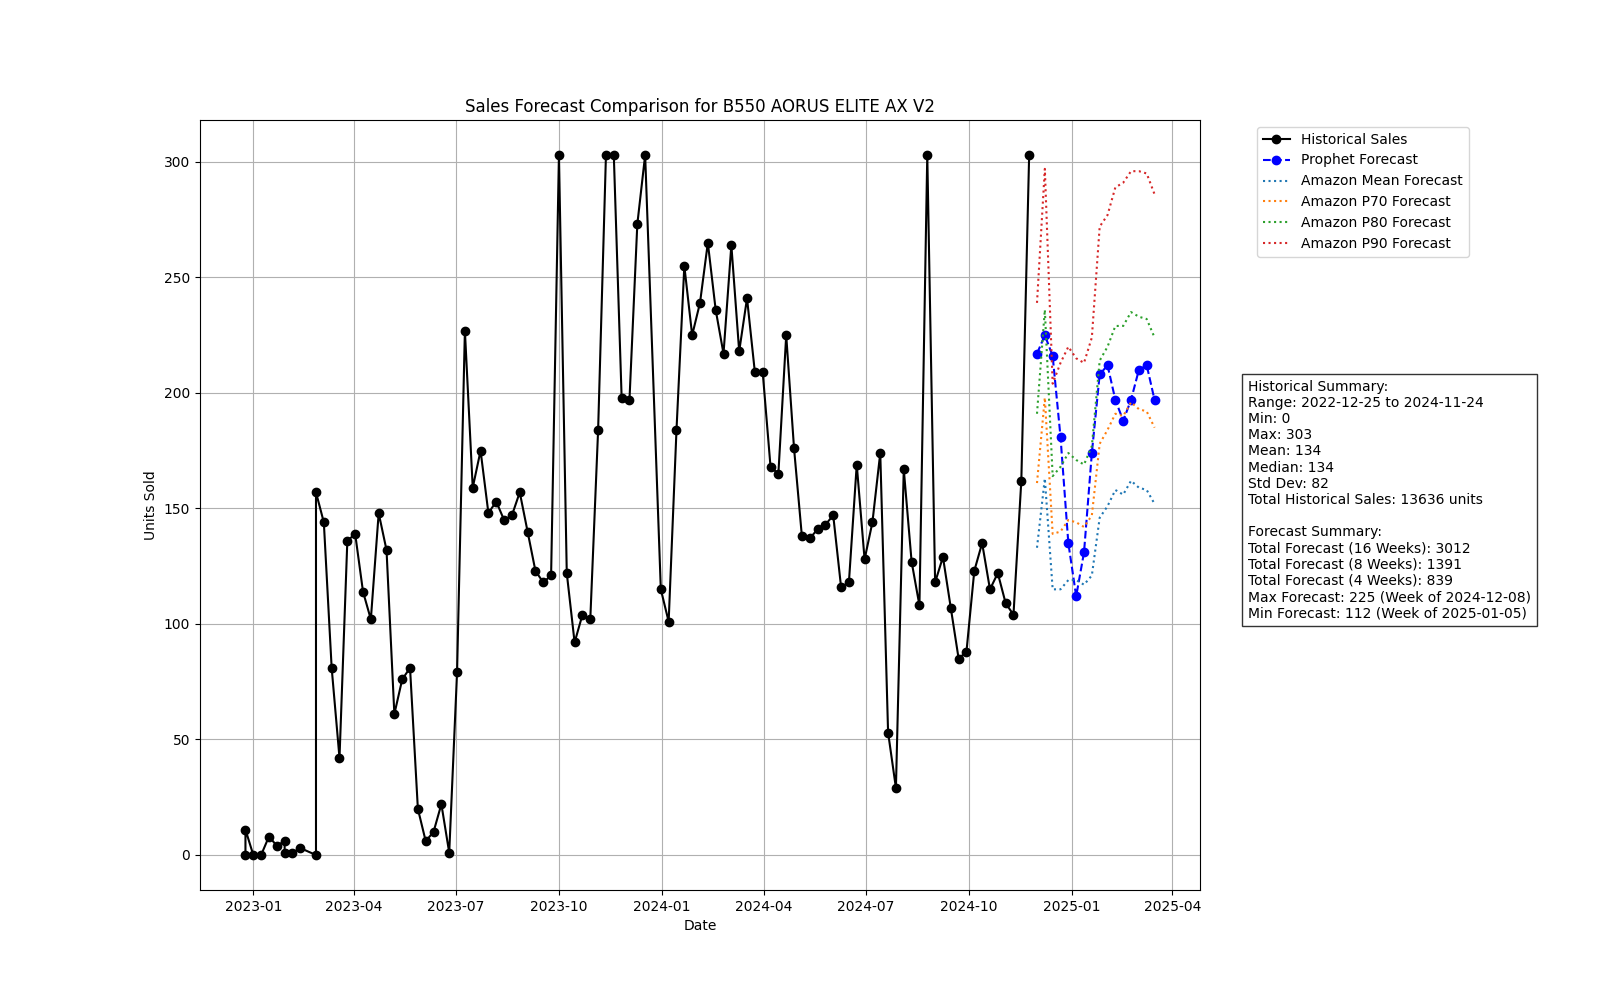 Sales Forecast Comparison for B550 AORUS ELITE AX V2
Historical Sales
Prophet Forecast
Amazon Mean Forecast
Amazon P70 Forecast
Amazon P80 Forecast
Amazon P90 Forecast
300
250
200
150
100
50
0
Units Sold
2023-01
2023-04
2023-07
2023-10
2024-01
2024-04
2024-07
2024-10
2025-01
2025-04
Date
Historical Summary:
Range: 2022-12-25 to 2024-11-24
Min: 0
Max: 303
Mean: 134
Median: 134
Std Dev: 82
Total Historical Sales: 13636 units
Forecast Summary:
Total Forecast (16 Weeks): 3012
Total Forecast (8 Weeks): 1391
Total Forecast (4 Weeks): 839
Max Forecast: 225 (Week of 2024-12-08)
Min Forecast: 112 (Week of 2025-01-05)